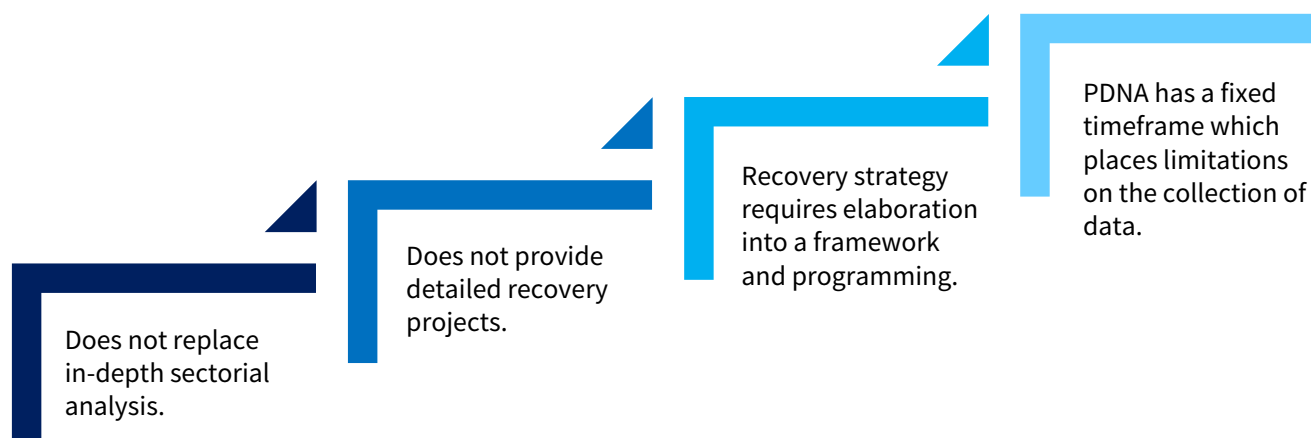 Does not replace
in-depth sectorial
analysis.
Does not provide
detailed recovery
projects.
Recovery strategy
requires elaboration
into a framework
and programming.
PDNA has a fixed
timeframe which
places limitations
on the collection of
data.